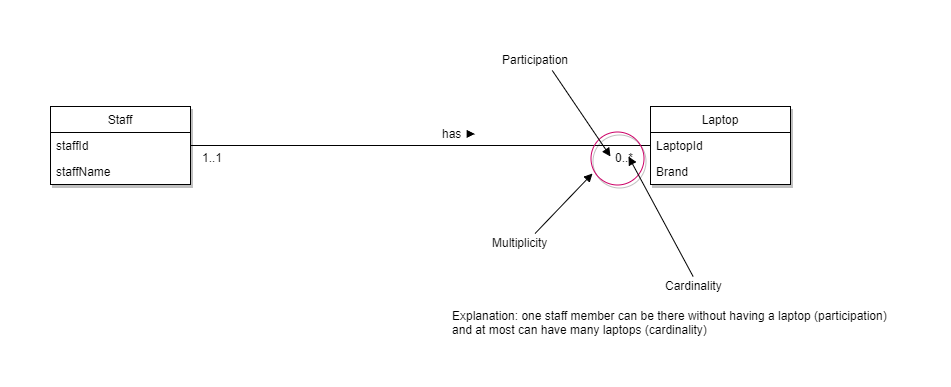 Participation
Staff
Laptop
has ►
staffId
LaptopId
1..1
0..*
staffName
Brand
Multiplicity
Cardinality
Explanation: one staff member can be there without having a laptop (participation)
and at most can have many laptops (cardinality)